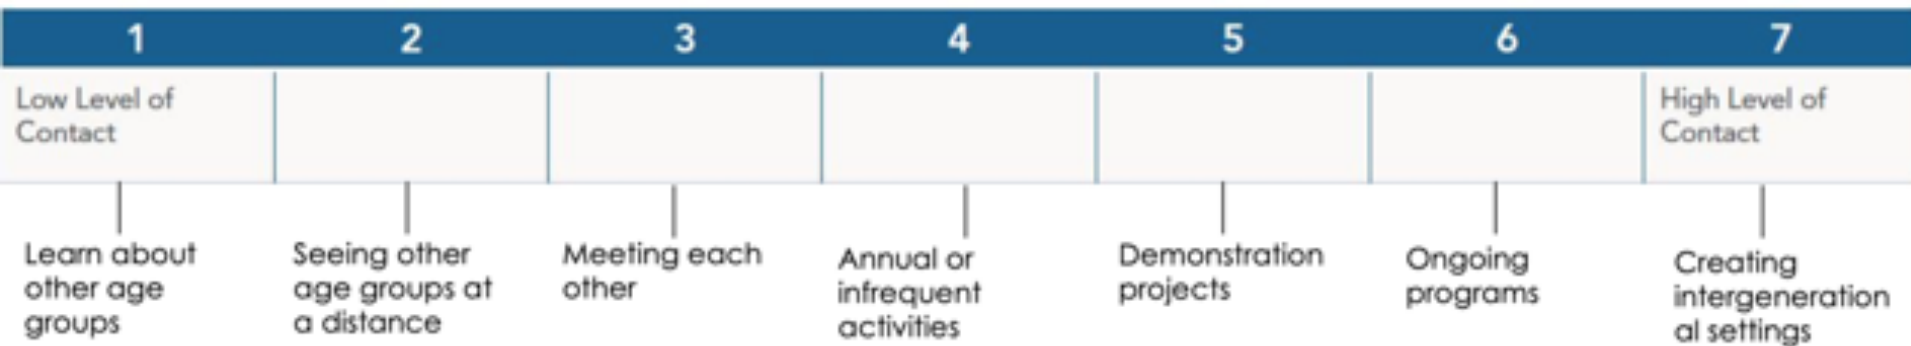 1 2 3 4 5 6 7
Low Level of
Contact
High Level of
Contact
Learn about
other age
groups
Seeing other
age groups at
a distance
Meeting each
other
Annual or
infrequent
activities
Demonstration
projects
Ongoing
programs
Creating
intergeneration
al settings